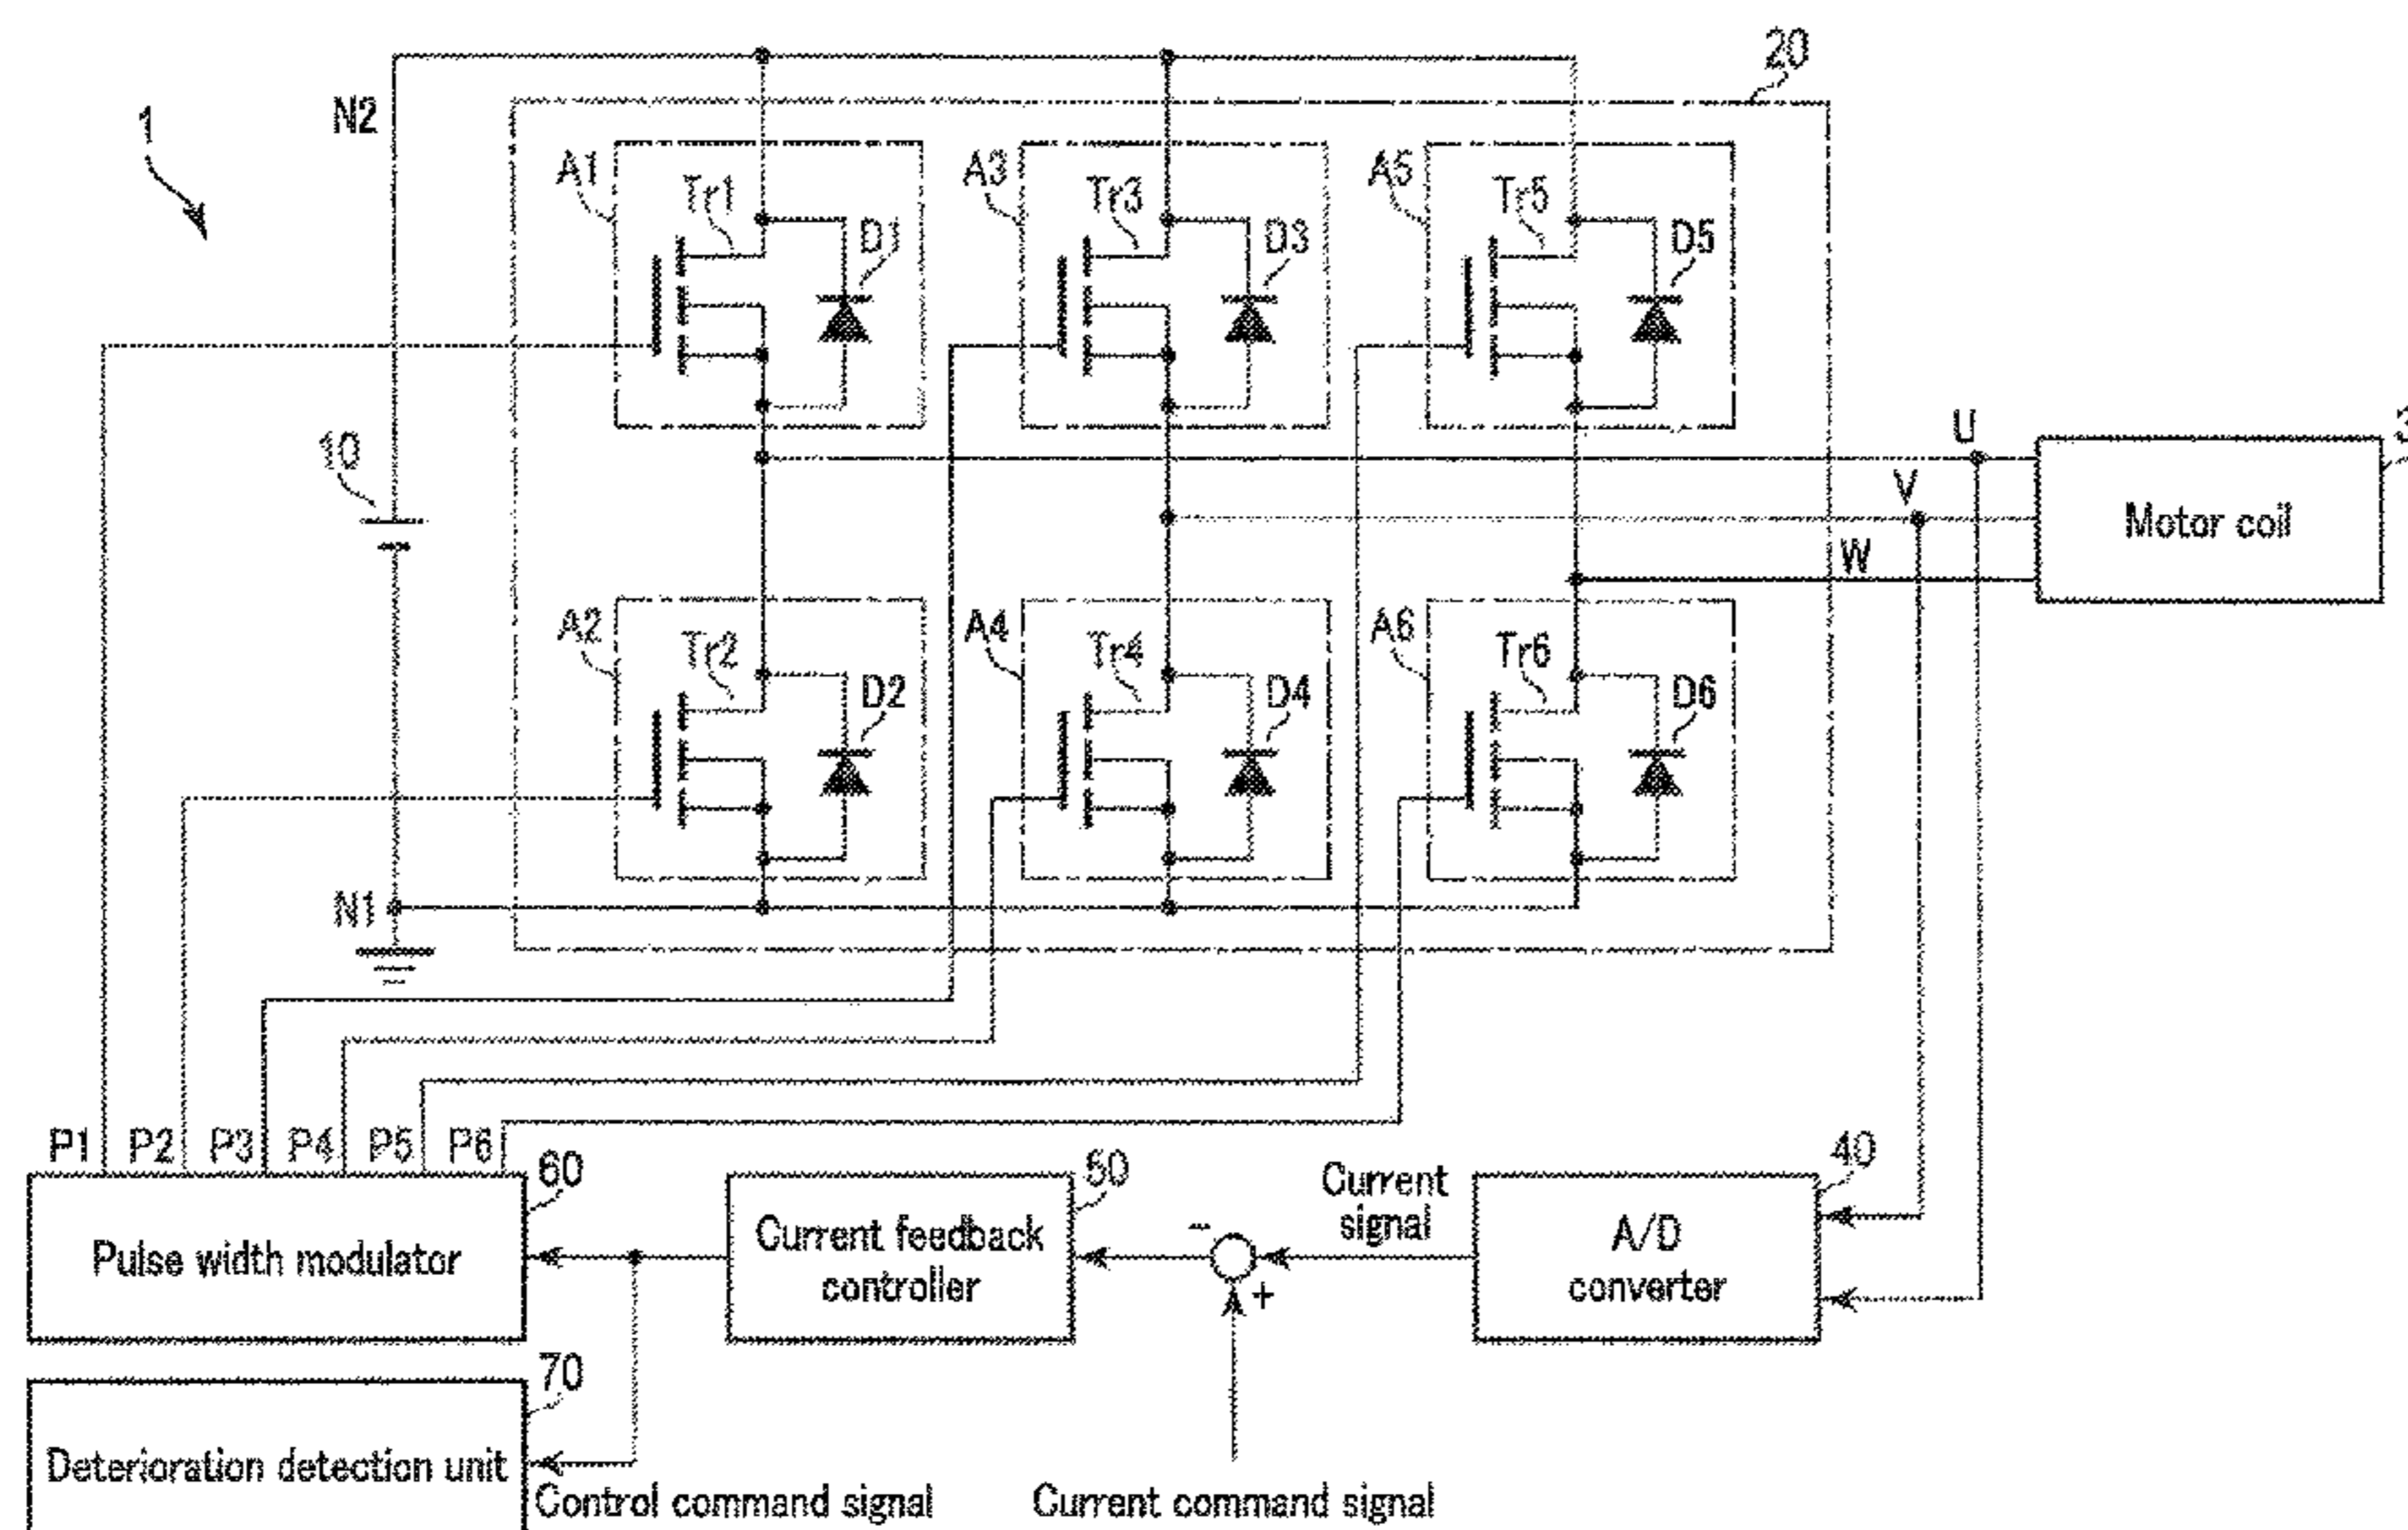 20
1
N2
A1
Tr1
D1
A3
Tr3
D3
A5
Tr5
D5
10
U
V
W
3
Motor coil
A2
Tr2
D2
A4
Tr4
D4
A6
Tr6
D6
N1
P1 P2 P3 P4 P5 P6
60
50
40
Pulse width modulator
Current feedback
controller
-
+
Current
signal
A/D
converter
70
Deterioration detection unit
Control command signal
Current command signal